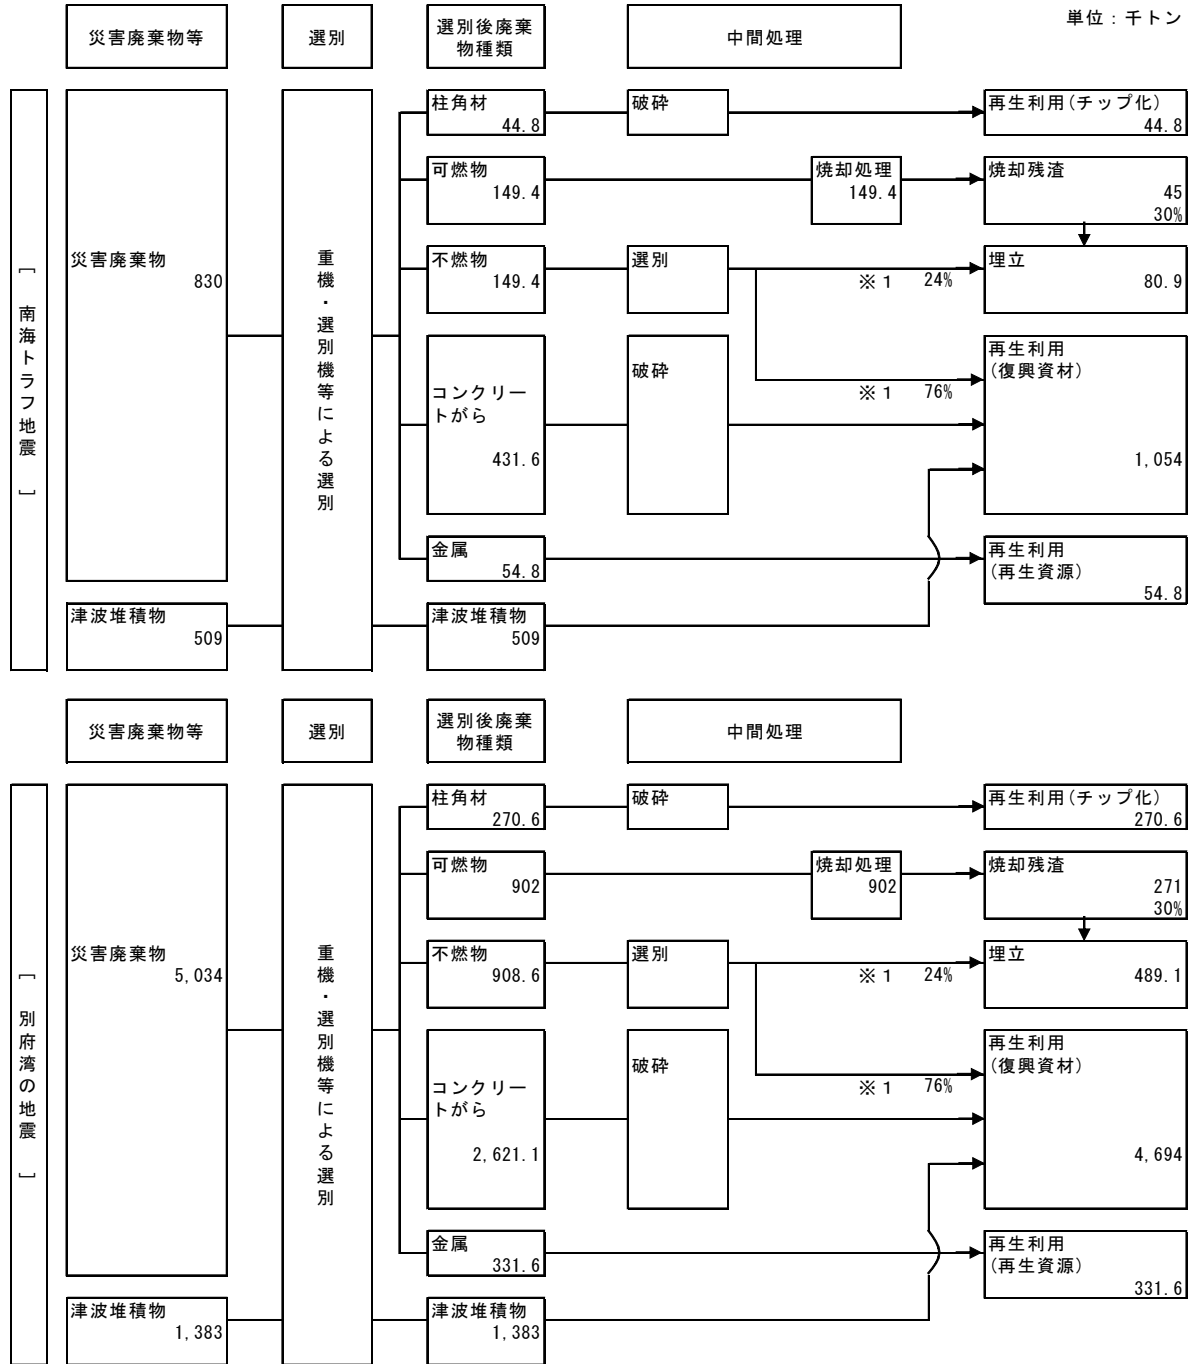 単位：千トン
災害廃棄物等
選別
選別後廃棄
物種類
中間処理
［ 南海トラフ地震 ］
災害廃棄物
830
津波堆積物
509
重機・選別機等による選別
柱角材
44.8
破砕
再生利用(チップ化)
44.8
可燃物
149.4
焼却処理
149.4
焼却残渣
45
30%
不燃物
149.4
選別
※1 24%
埋立
80.9
※1 76%
コンクリー
トがら
431.6
破砕
再生利用
(復興資材)
1,054
金属
54.8
再生利用
(再生資源)
54.8
津波堆積物
509
災害廃棄物等
選別
選別後廃棄
物種類
中間処理
［ 別府湾の地震 ］
災害廃棄物
5,034
津波堆積物
1,383
重機・選別機等による選別
柱角材
270.6
破砕
再生利用(チップ化)
270.6
可燃物
902
焼却処理
902
焼却残渣
271
30%
不燃物
908.6
選別
※1 24%
埋立
489.1
※1 76%
コンクリー
トがら
2,621.1
破砕
再生利用
(復興資材)
4,694
金属
331.6
再生利用
(再生資源)
331.6
津波堆積物
1,383